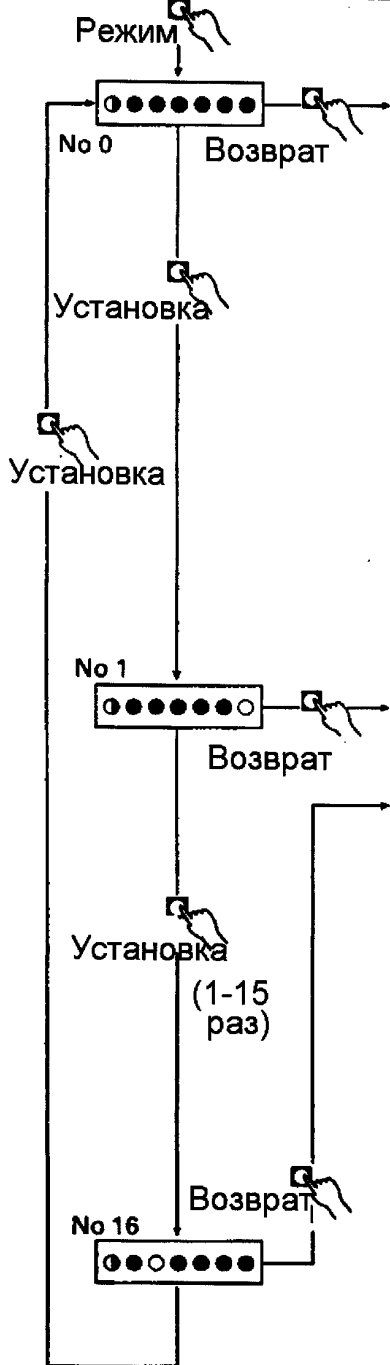 Режим
No 0
Возврат
Установка
Установка
No 1
Возврат
Установка
(1-15
раз)
Возврат
No 16